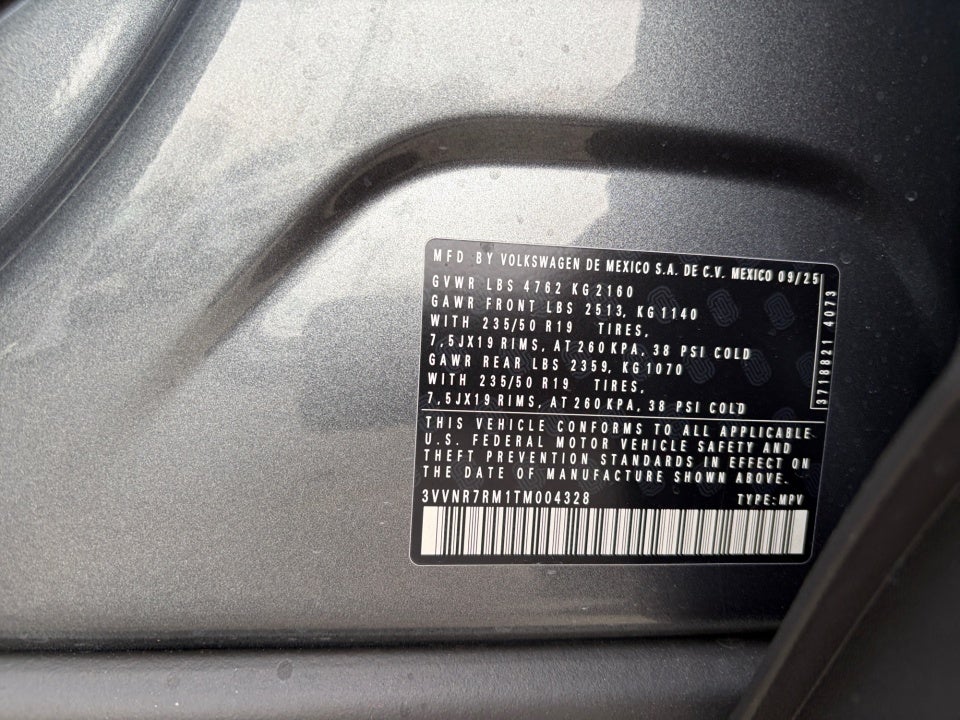 MFD BY VOLKSWAGEN DE MEXICO S.A. DE C.V. MEXICO 09/25
GVWR LBS 4762 KG 2160
GAWR FRONT LBS 2513, KG 1140
WITH 235/50 R19 TIRES,
7,5JX19 RIMS, AT 260 KPA, 38 PSI COLD
GAWR REAR LBS 2359, KG 1070
WITH 235/50 R19 TIRES,
7,5JX19 RIMS, AT 260 KPA, 38 PSI COLD
3718821 4073
THIS VEHICLE CONFORMS TO ALL APPLICABLE
U.S. FEDERAL MOTOR VEHICLE SAFETY AND
THEFT PREVENTION STANDARDS IN EFFECT ON
THE DATE OF MANUFACTURE SHOWN ABOVE.
3VVNR7RM1TM004328 TYPE: MPV